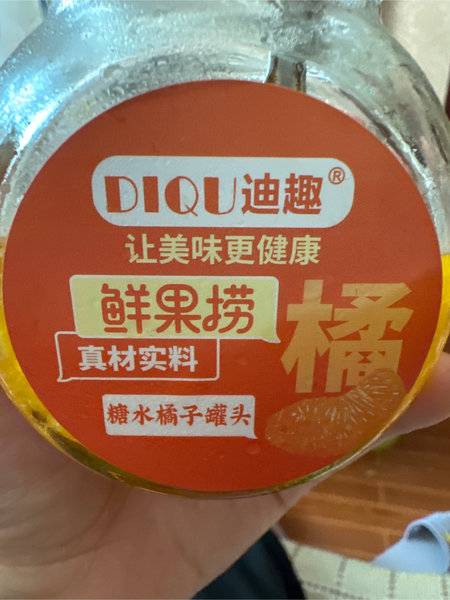 DIQU迪趣®
让美味更健康
鲜果捞
橘
真材实料
糖水橘子罐头